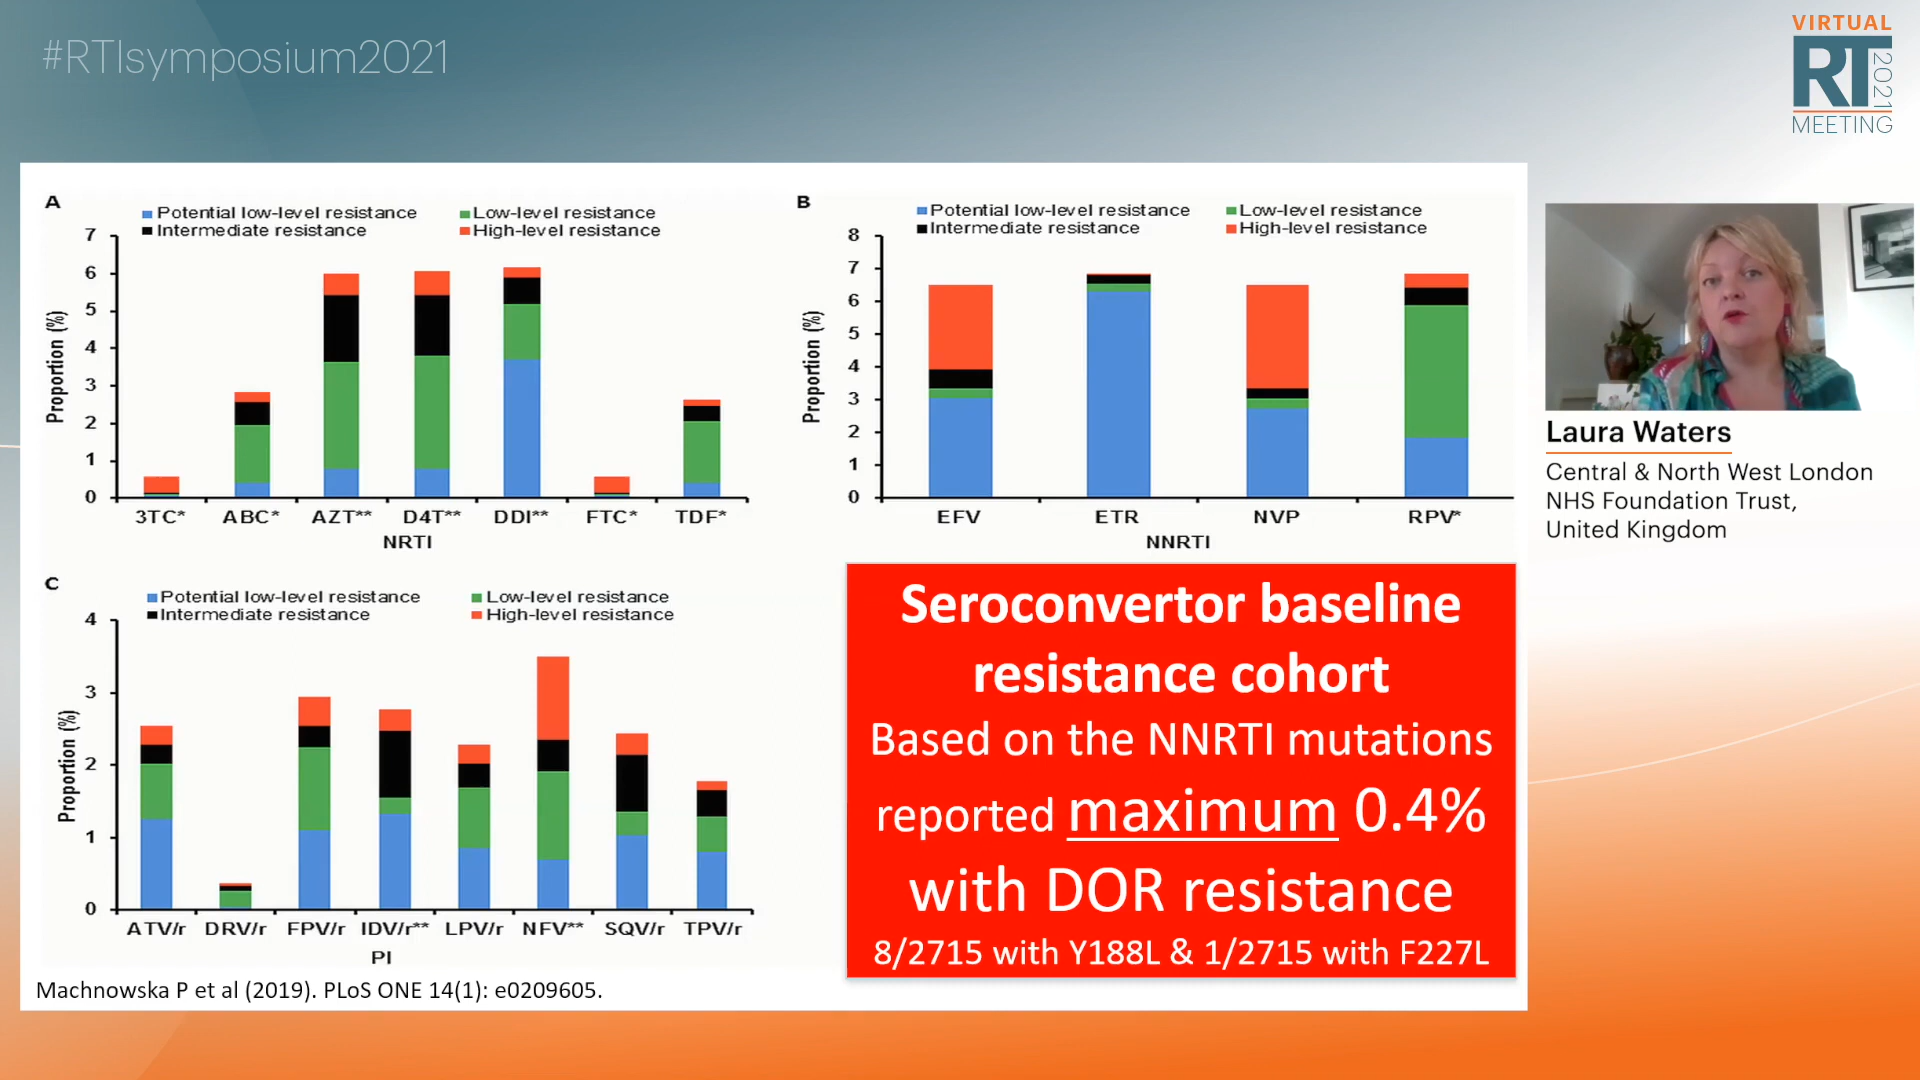 #RTIsymposium2021
VIRTUAL
RT 2021
MEETING
A
Potential low-level resistance
Low-level resistance
Intermediate resistance
High-level resistance
Proportion (%)
7
6
5
4
3
2
1
0
3TC* ABC* AZT** D4T** DDI** FTC* TDF*
NRTI
B
Potential low-level resistance
Low-level resistance
Intermediate resistance
High-level resistance
Proportion (%)
8
7
6
5
4
3
2
1
0
EFV ETR NVP RPV*
NNRTI
Laura Waters
Central & North West London
NHS Foundation Trust,
United Kingdom
C
Potential low-level resistance
Low-level resistance
Intermediate resistance
High-level resistance
Proportion (%)
4
3
2
1
0
ATV/r DRV/r FPV/r IDV/r** LPV/r NFV** SQV/r TPV/r
PI
Seroconvertor baseline
resistance cohort
Based on the NNRTI mutations
reported maximum 0.4%
with DOR resistance
8/2715 with Y188L & 1/2715 with F227L
Machnowska P et al (2019). PLoS ONE 14(1): e0209605.